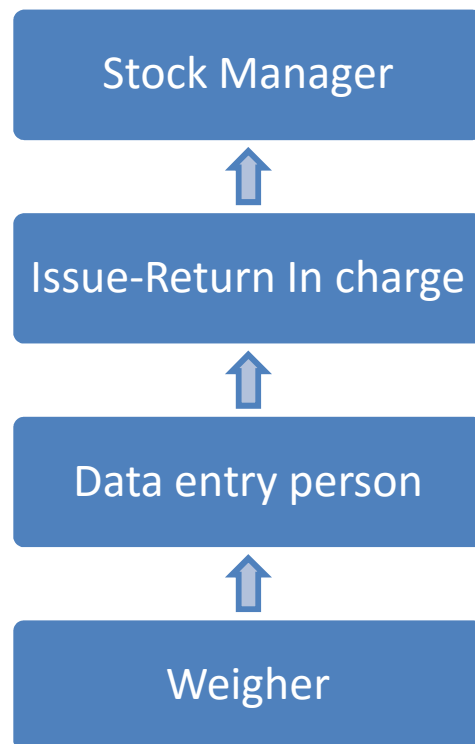 Stock Manager
Issue-Return In charge
Data entry person
Weigher